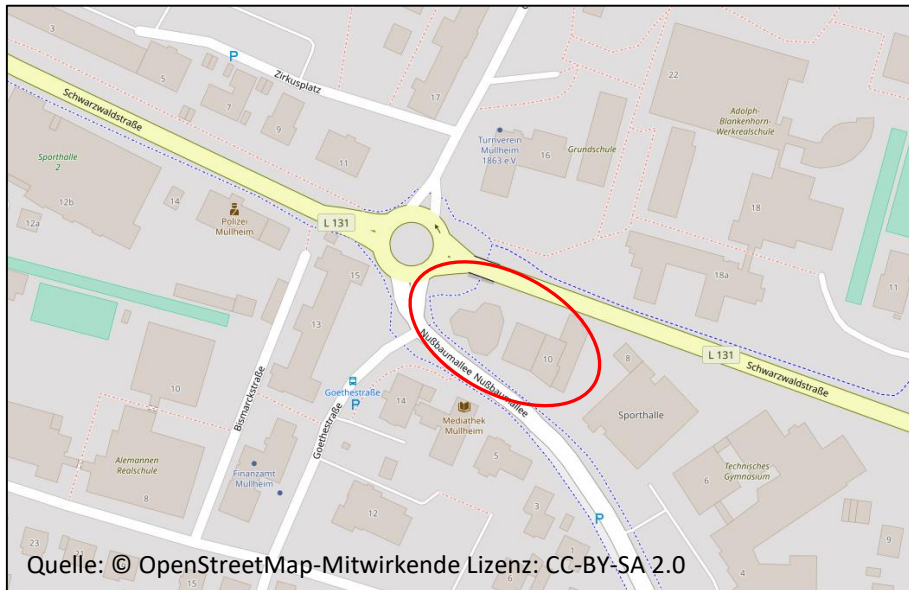 3
5
P
Zirkusplatz
7
9
17
11
Schwarzwaldstraße
Sporthalle
2
12b
12a
14
Polizei
Müllheim
L 131
15
13
Turnverein
Müllheim
1863 e.V.
16
Grundschule
22
Adolph-
Blankenhorn-
Werkrealschule
18
18a
11
Nußbaumallee Nußbaumallee
10
8
Sporthalle
L 131
Schwarzwaldstraße
Goethestraße
P
14
Mediathek
Müllheim
5
Bismarckstraße
Goethestraße
10
Alemannen
Realschule
8
Finanzamt
Müllheim
12
3
1
P
Technisches
Gymnasium
6
4
9
23
21
Quelle: © OpenStreetMap-Mitwirkende Lizenz: CC-BY-SA 2.0